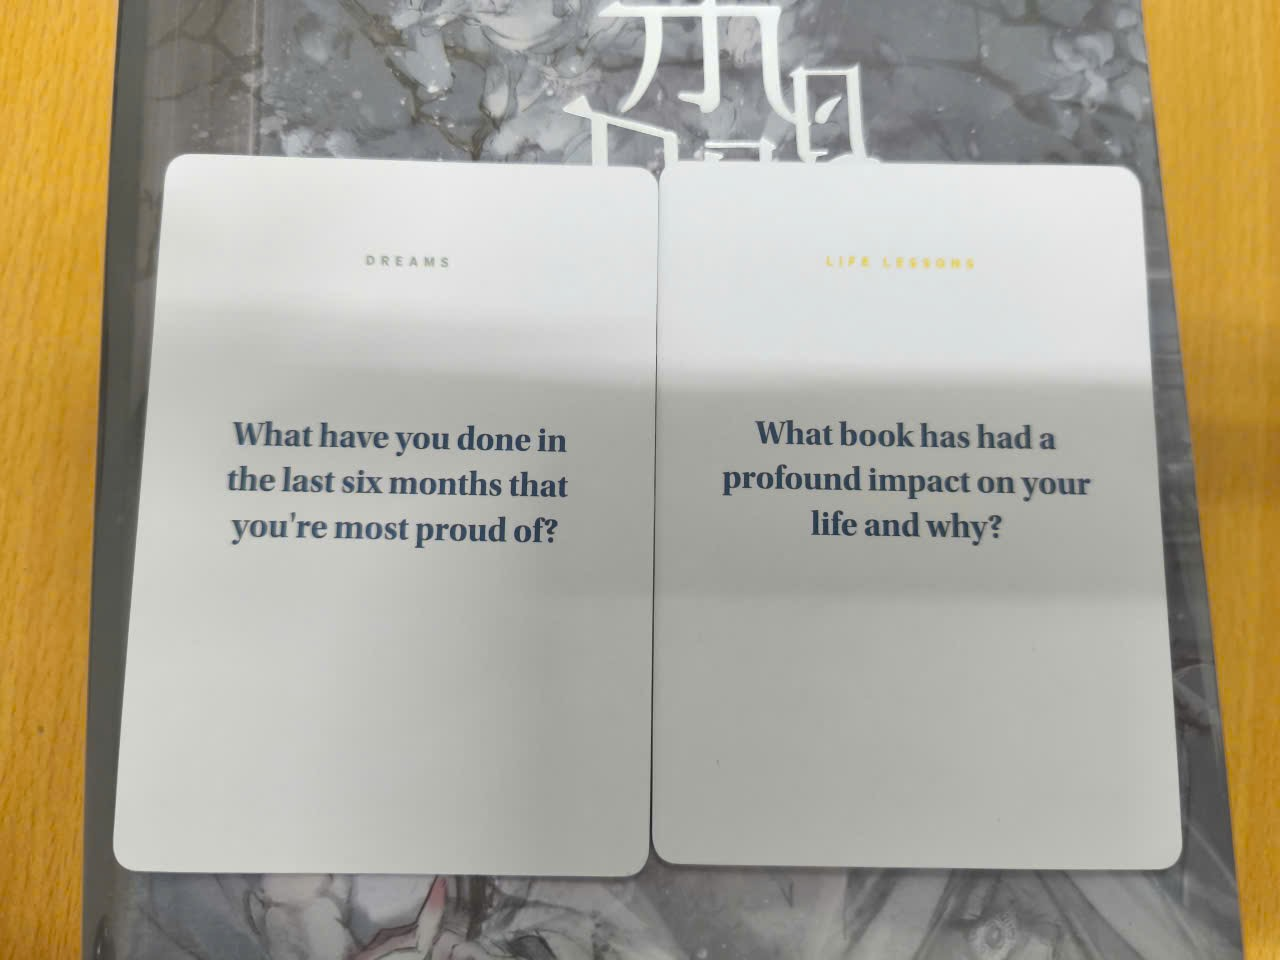 DREAMS
What have you done in
the last six months that
you're most proud of?
LIFE LESSONS
What book has had a
profound impact on your
life and why?